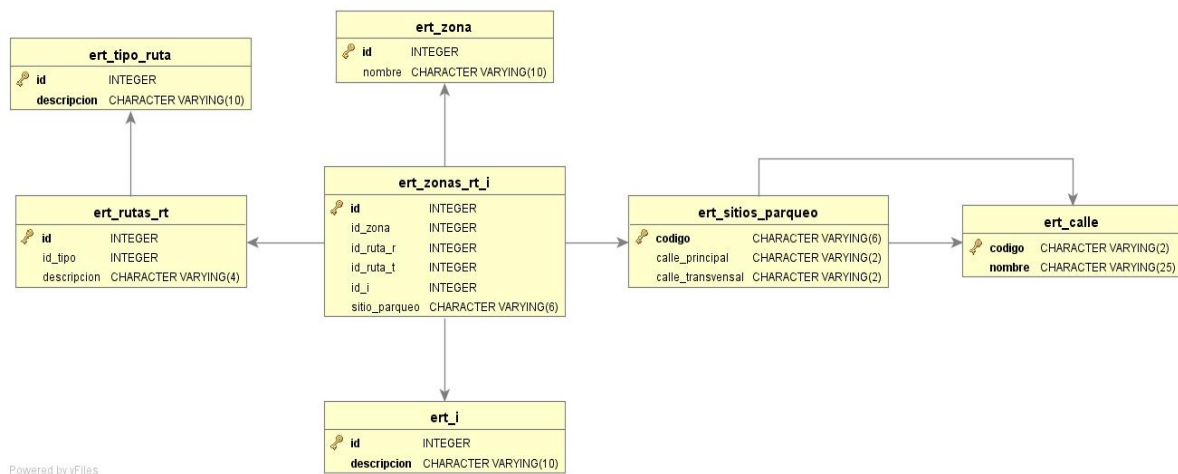 ert_zona
id INTEGER
nombre CHARACTER VARYING(10)
ert_tipo_ruta
id INTEGER
descripcion CHARACTER VARYING(10)
ert_zonas_rt_i
id INTEGER
id_zona INTEGER
id_ruta_r INTEGER
id_ruta_t INTEGER
id_i INTEGER
sitio_parqueo CHARACTER VARYING(6)
ert_rutas_rt
id INTEGER
id_tipo INTEGER
descripcion CHARACTER VARYING(4)
ert_sitios_parqueo
codigo CHARACTER VARYING(6)
calle_principal CHARACTER VARYING(2)
calle_transvensal CHARACTER VARYING(2)
ert_calle
codigo CHARACTER VARYING(2)
nombre CHARACTER VARYING(25)
ert_i
id INTEGER
descripcion CHARACTER VARYING(10)
Powered by yFiles